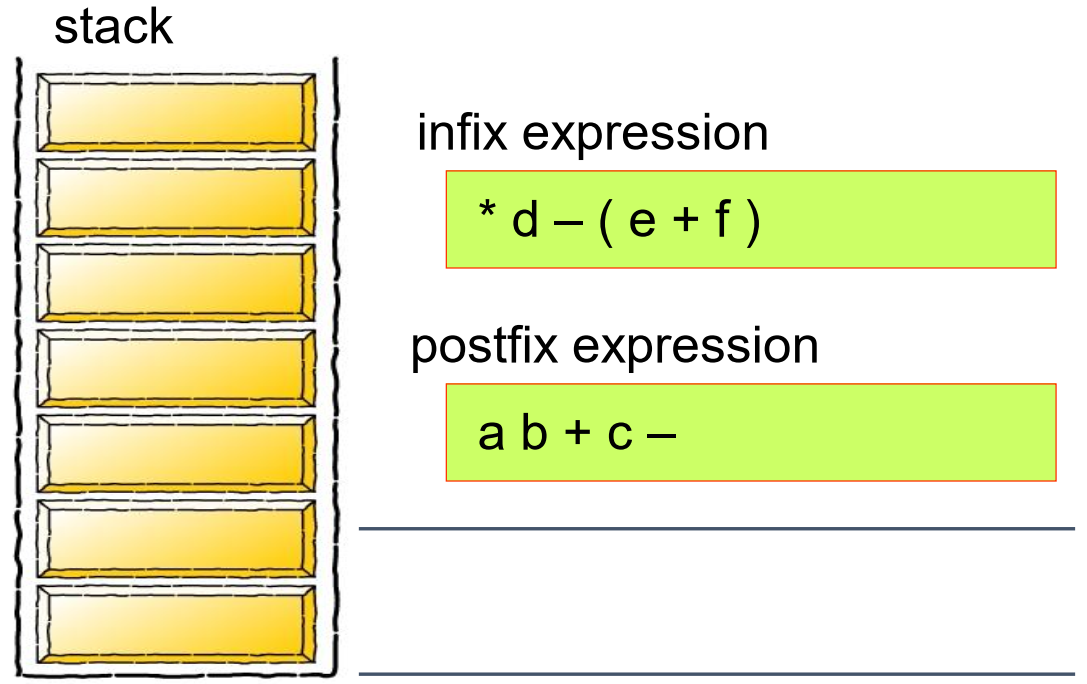 stack
infix expression
* d – ( e + f )
postfix expression
a b + c –